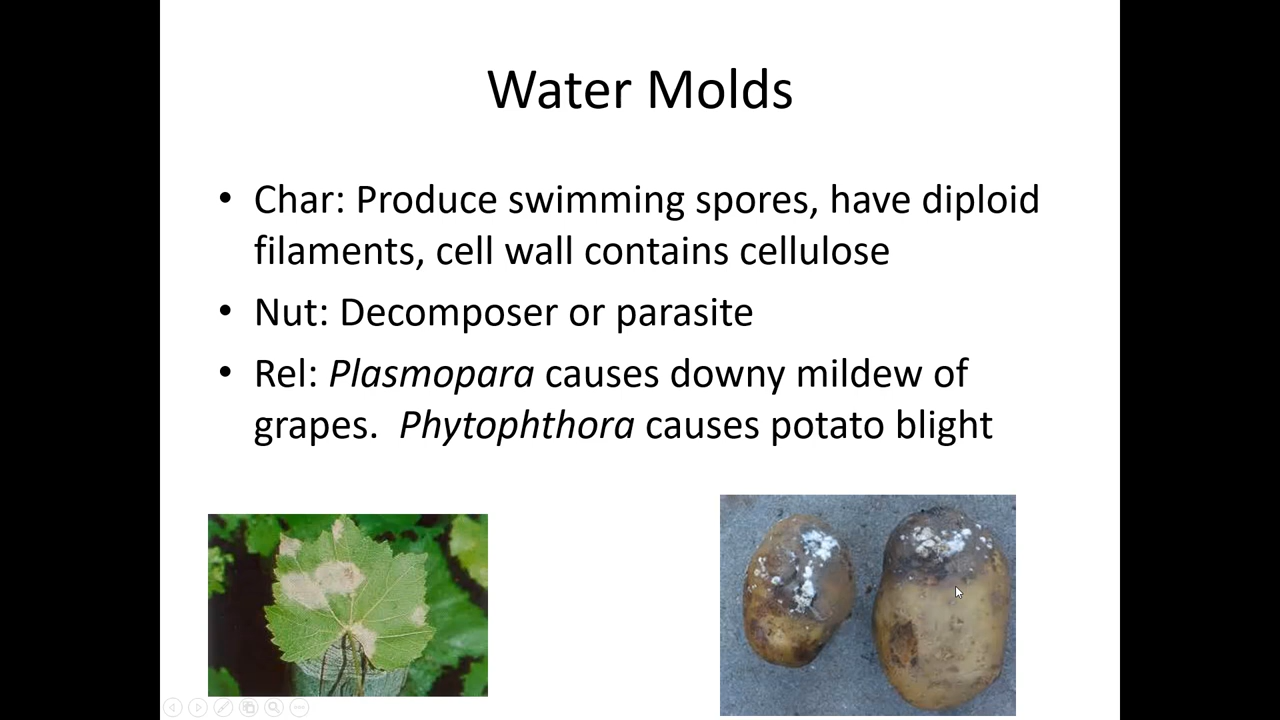 Water Molds
• Char: Produce swimming spores, have diploid
filaments, cell wall contains cellulose
• Nut: Decomposer or parasite
• Rel: Plasmopara causes downy mildew of
grapes.  Phytophthora causes potato blight